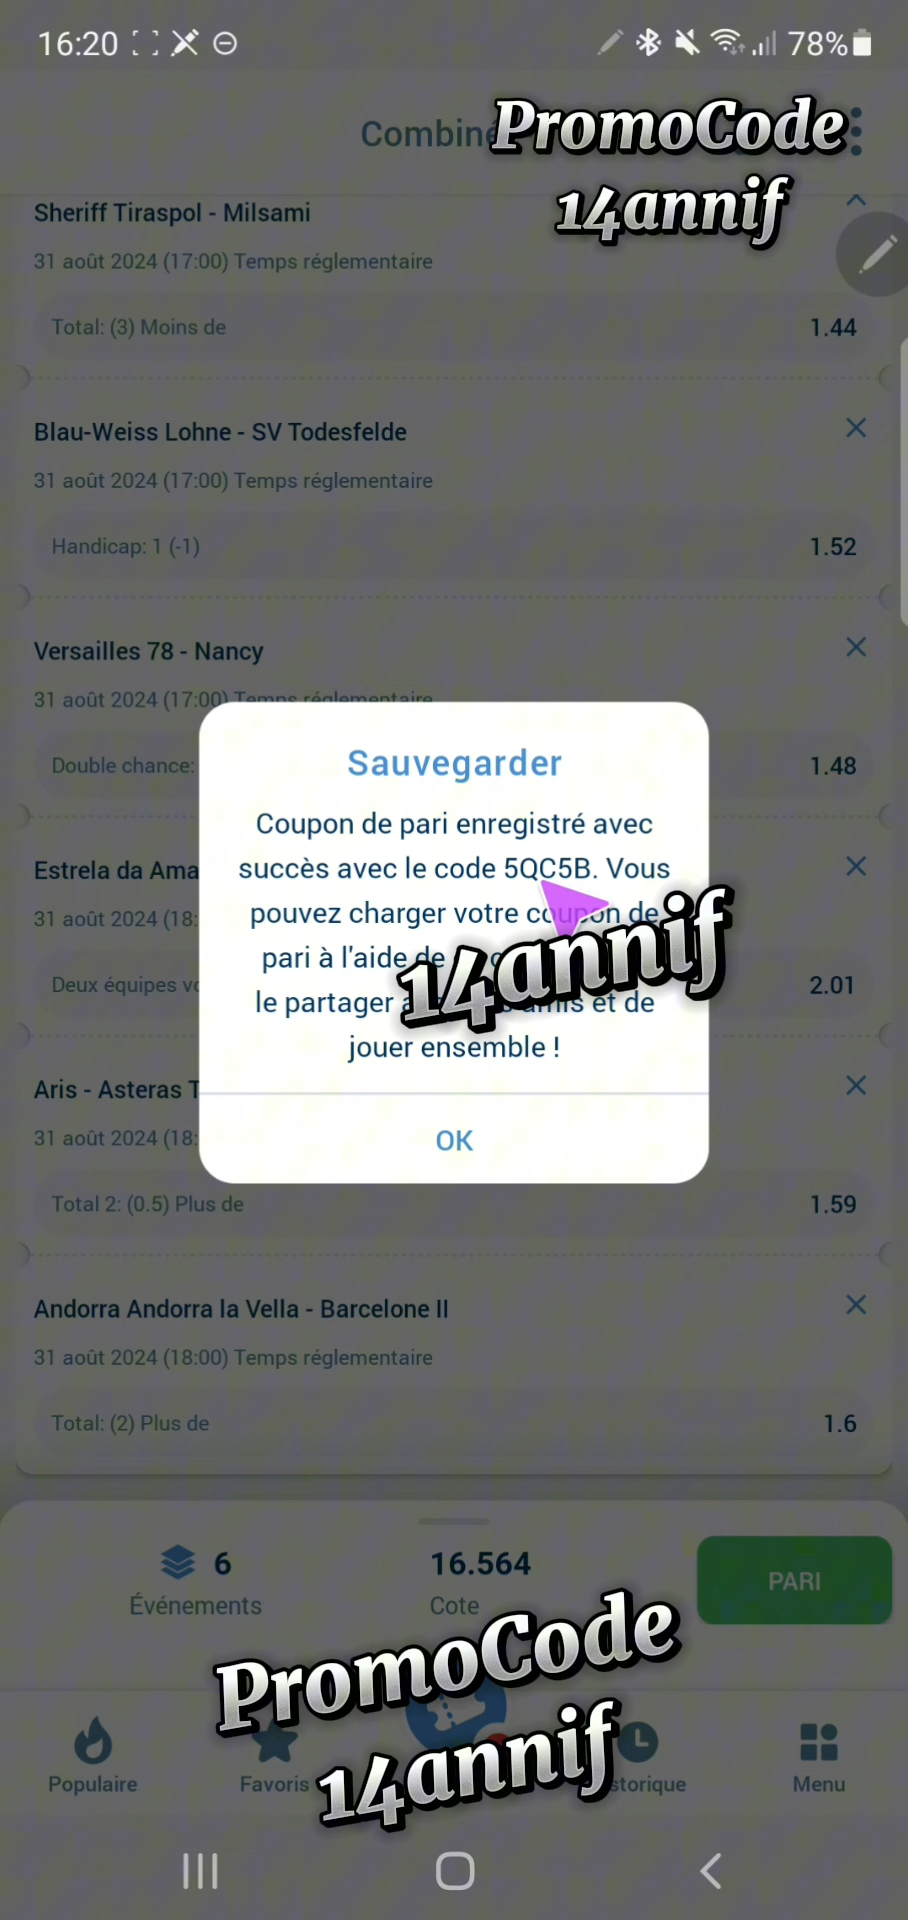 16:20 78%
Combiné
PromoCode
14annif
Sheriff Tiraspol - Milsami
31 août 2024 (17:00) Temps réglementaire
Total: (3) Moins de 1.44
Blau-Weiss Lohne - SV Todesfelde
31 août 2024 (17:00) Temps réglementaire
Handicap: 1 (-1) 1.52
Versailles 78 - Nancy
31 août 2024 (17:00) Temps réglementaire
Double chance: 1.48
Estrela da Ama
31 août 2024 (18:
Deux équipes 2.01
Aris - Asteras T
31 août 2024 (18:
Total 2: (0.5) Plus de 1.59
Andorra Andorra la Vella - Barcelone II
31 août 2024 (18:00) Temps réglementaire
Total: (2) Plus de 1.6
Sauvegarder
Coupon de pari enregistré avec
succès avec le code 5QC5B. Vous
pouvez charger votre coupon de
pari à l'aide de
le partager amis et de
jouer ensemble !
14annif
OK
6 16.564 PARI
Événements Cote
PromoCode
14annif
Populaire Favoris storique Menu